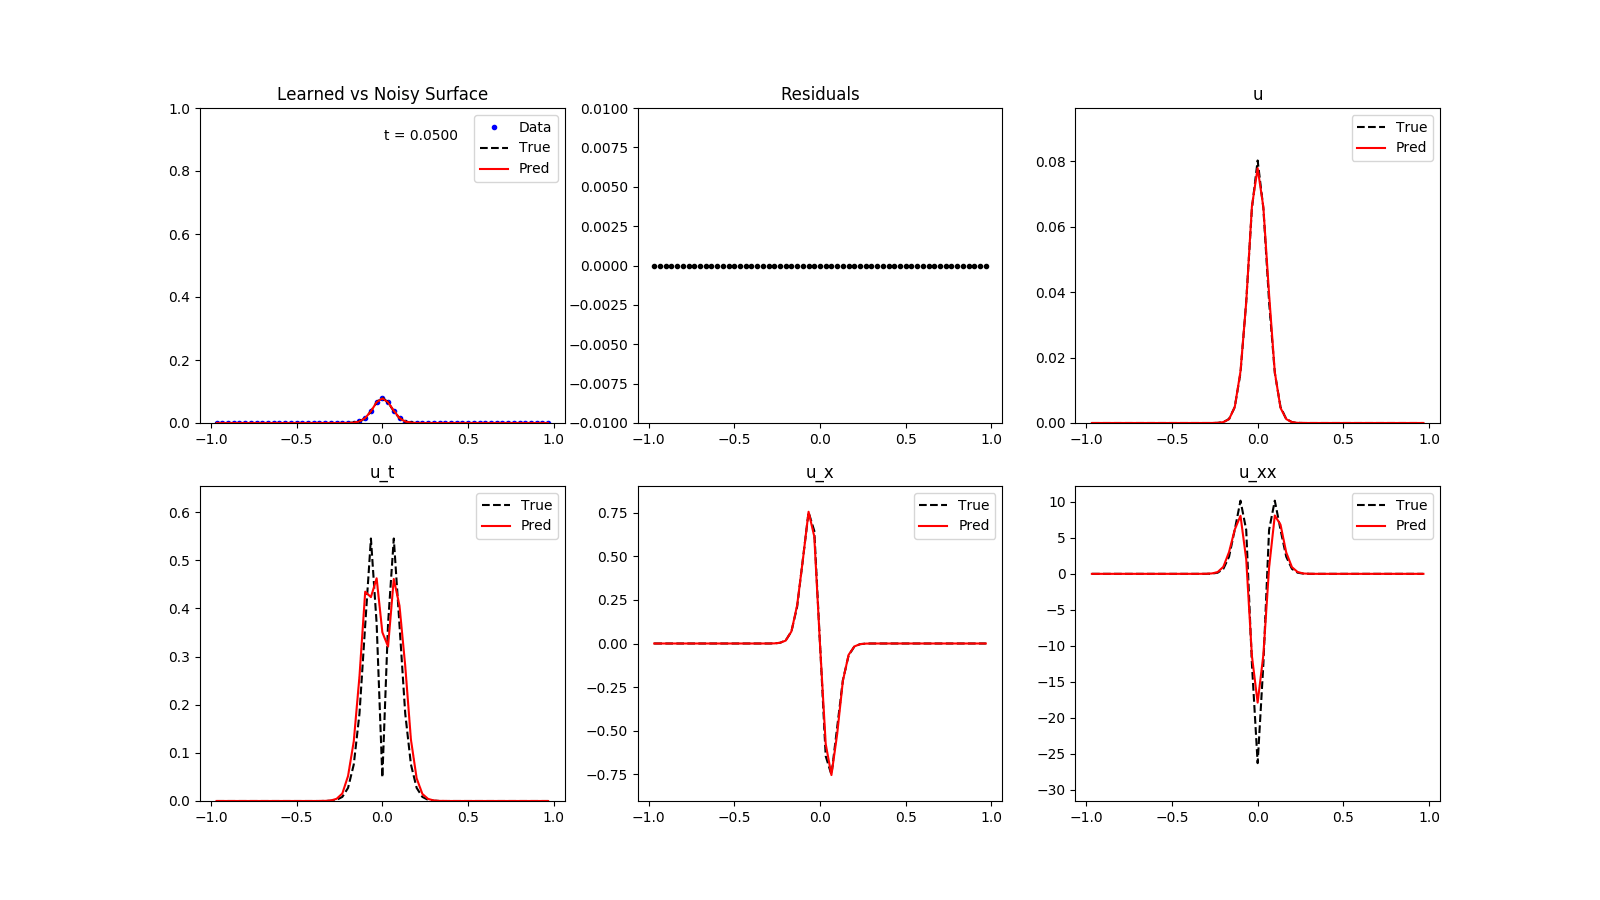 Learned vs Noisy Surface
1.0
0.8
0.6
0.4
0.2
0.0
−1.0 −0.5 0.0 0.5 1.0
t = 0.0500
Data
True
Pred
Residuals
0.0100
0.0075
0.0050
0.0025
0.0000
−0.0025
−0.0050
−0.0075
−0.0100
−1.0 −0.5 0.0 0.5 1.0
u
0.08
0.06
0.04
0.02
0.00
−1.0 −0.5 0.0 0.5 1.0
True
Pred
u_t
0.6
0.5
0.4
0.3
0.2
0.1
0.0
−1.0 −0.5 0.0 0.5 1.0
True
Pred
u_x
0.75
0.50
0.25
0.00
−0.25
−0.50
−0.75
−1.0 −0.5 0.0 0.5 1.0
True
Pred
u_xx
10
5
0
−5
−10
−15
−20
−25
−30
−1.0 −0.5 0.0 0.5 1.0
True
Pred